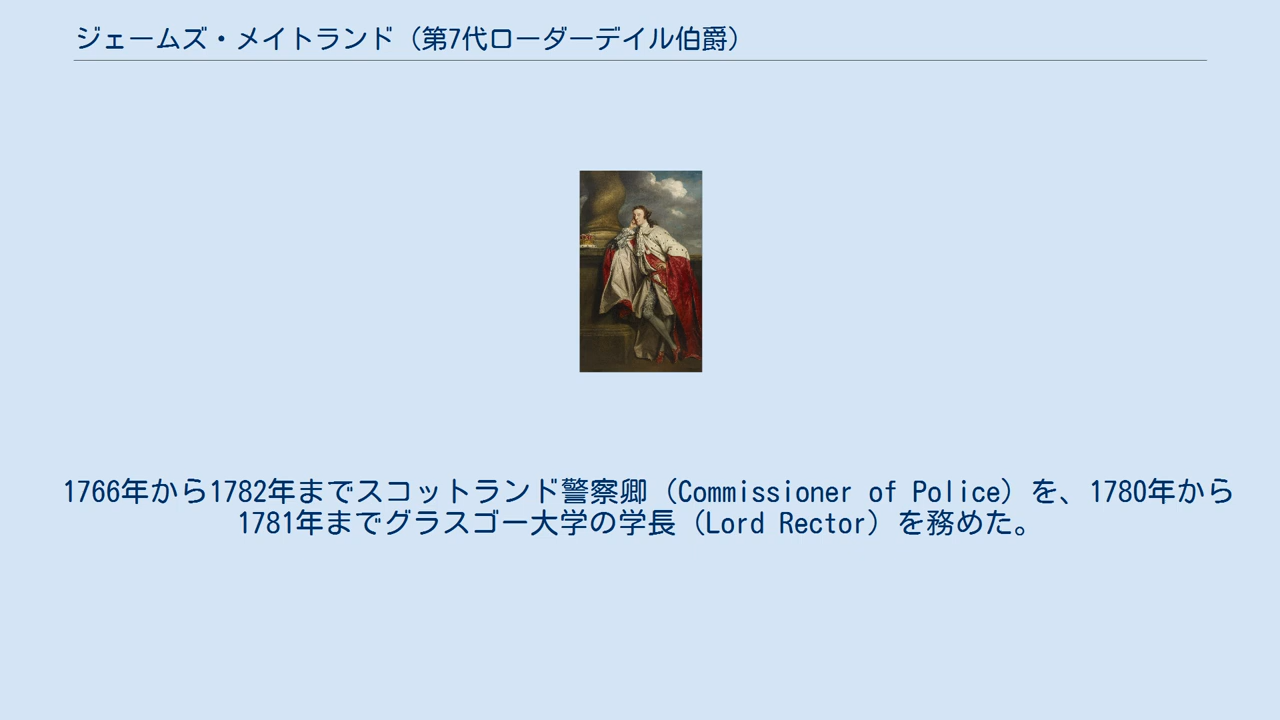 ジェームズ・メイトランド（第7代ローダーデイル伯爵）
1766年から1782年までスコットランド警察卿（Commissioner of Police）を、1780年から
1781年までグラスゴー大学の学長（Lord Rector）を務めた。